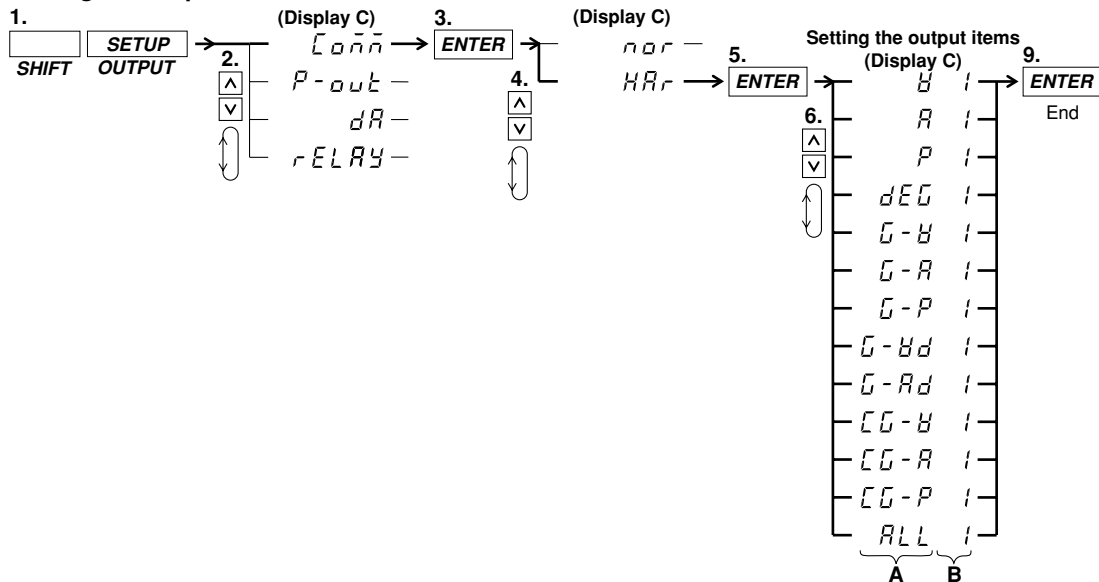 1.
SETUP
SHIFT OUTPUT
2.
(Display C)
Comm
P-out
dA
rELAY
3.
ENTER
4.
(Display C)
nor
HAr
5.
ENTER
6.
Setting the output items
(Display C)
V 1
A 1
P 1
dEG 1
G-V 1
G-A 1
G-P 1
G-Vd 1
G-Ad 1
CG-V 1
CG-A 1
CG-P 1
ALL 1
A B
9.
ENTER
End